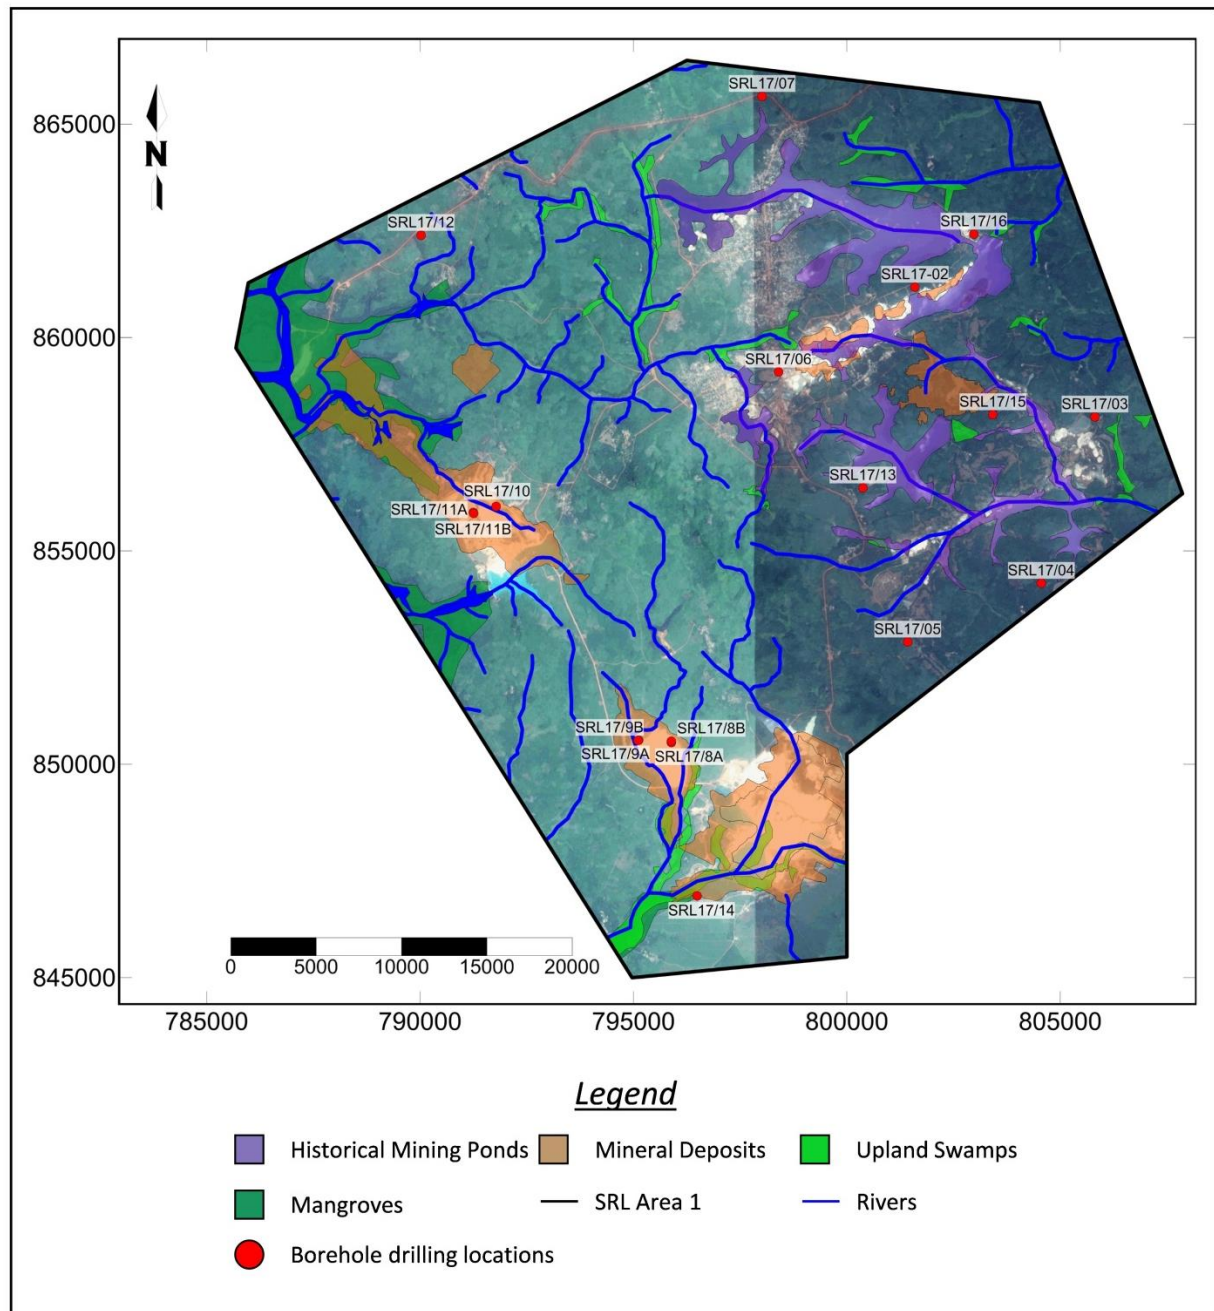 SRL17/07
865000
N
SRL17/12
SRL17/16
SRL17-02
860000
SRL17/06
SRL17/15
SRL17/03
SRL17/13
SRL17/10
SRL17/11A
SRL17/11B
855000
SRL17/04
SRL17/05
SRL17/9B
SRL17/8B
SRL17/9A
SRL17/8A
850000
SRL17/14
0 5000 10000 15000 20000
845000
785000 790000 795000 800000 805000
Legend
Historical Mining Ponds Mineral Deposits Upland Swamps
Mangroves SRL Area 1 Rivers
Borehole drilling locations